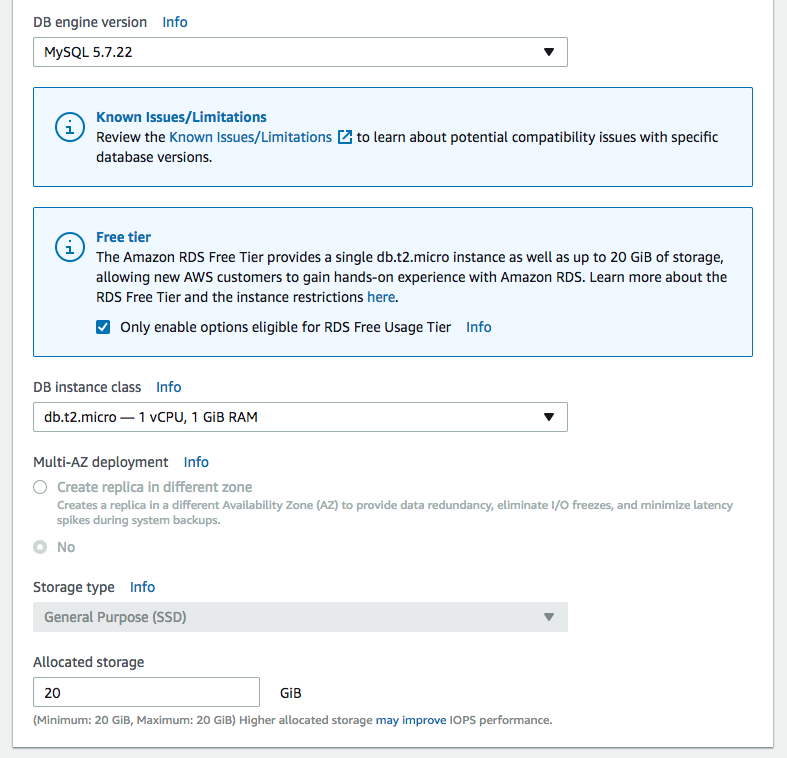 DB engine version Info
MySQL 5.7.22
Known Issues/Limitations
Review the Known Issues/Limitations to learn about potential compatibility issues with specific
database versions.
Free tier
The Amazon RDS Free Tier provides a single db.t2.micro instance as well as up to 20 GiB of storage,
allowing new AWS customers to gain hands-on experience with Amazon RDS. Learn more about the
RDS Free Tier and the instance restrictions here.
Only enable options eligible for RDS Free Usage Tier Info
DB instance class Info
db.t2.micro — 1 vCPU, 1 GiB RAM
Multi-AZ deployment Info
Create replica in different zone
Creates a replica in a different Availability Zone (AZ) to provide data redundancy, eliminate I/O freezes, and minimize latency
spikes during system backups.
No
Storage type Info
General Purpose (SSD)
Allocated storage
20 GiB
(Minimum: 20 GiB, Maximum: 20 GiB) Higher allocated storage may improve IOPS performance.